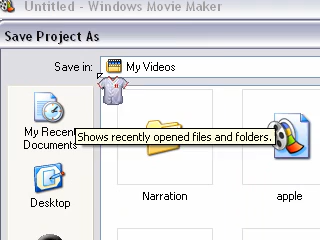 Untitled - Windows Movie Maker
Save Project As
Save in:
My Videos
My Recent
Documents
Shows recently opened files and folders.
Desktop
Narration
apple